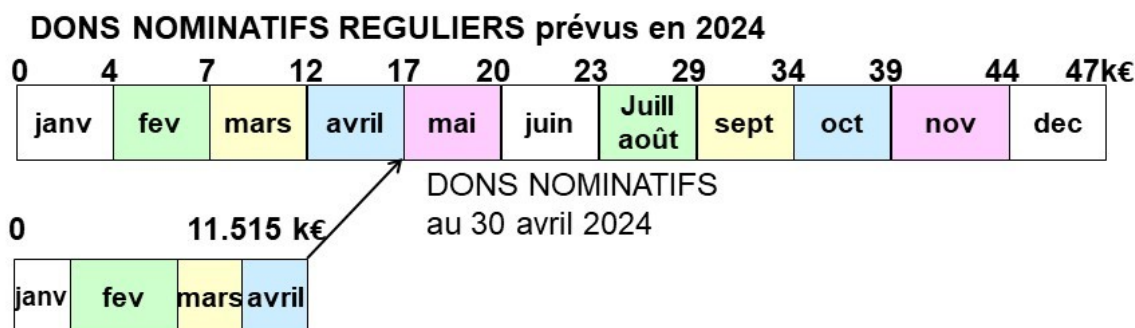 DONS NOMINATIFS REGULIERS prévus en 2024
0 4 7 12 17 20 23 29 34 39 44 47k€
janv fev mars avril mai juin Juill août sept oct nov dec
DONS NOMINATIFS
au 30 avril 2024
0 11.515 k€
janv fev mars avril